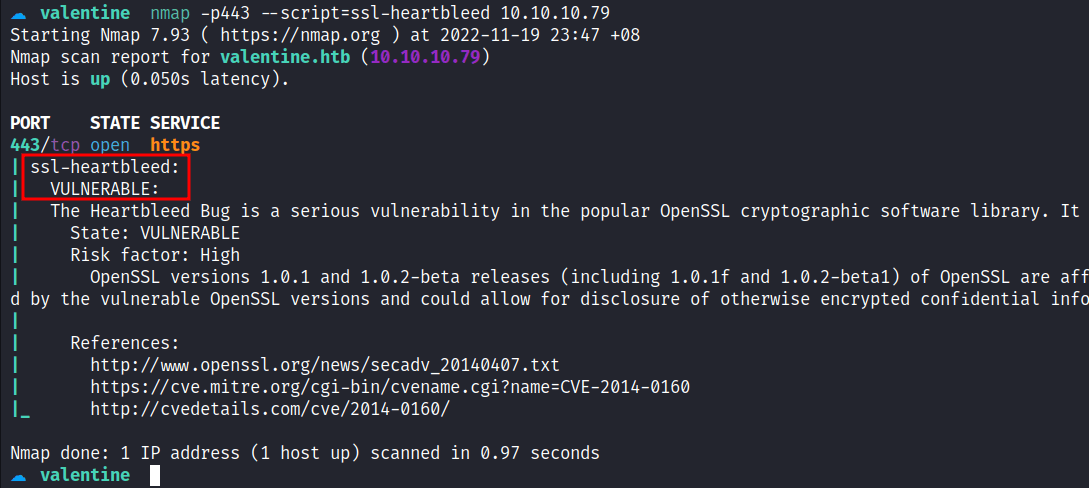 valentine nmap -p443 --script=ssl-heartbleed 10.10.10.79
Starting Nmap 7.93 ( https://nmap.org ) at 2022-11-19 23:47 +08
Nmap scan report for valentine.htb (10.10.10.79)
Host is up (0.050s latency).
PORT    STATE SERVICE
443/tcp open  https
| ssl-heartbleed:
|   VULNERABLE:
|   The Heartbleed Bug is a serious vulnerability in the popular OpenSSL cryptographic software library. It
|     State: VULNERABLE
|     Risk factor: High
|       OpenSSL versions 1.0.1 and 1.0.2-beta releases (including 1.0.1f and 1.0.2-beta1) of OpenSSL are aff
d by the vulnerable OpenSSL versions and could allow for disclosure of otherwise encrypted confidential info
|
|     References:
|       http://www.openssl.org/news/secadv_20140407.txt
|       https://cve.mitre.org/cgi-bin/cvename.cgi?name=CVE-2014-0160
|_      http://cvedetails.com/cve/2014-0160/
Nmap done: 1 IP address (1 host up) scanned in 0.97 seconds
valentine